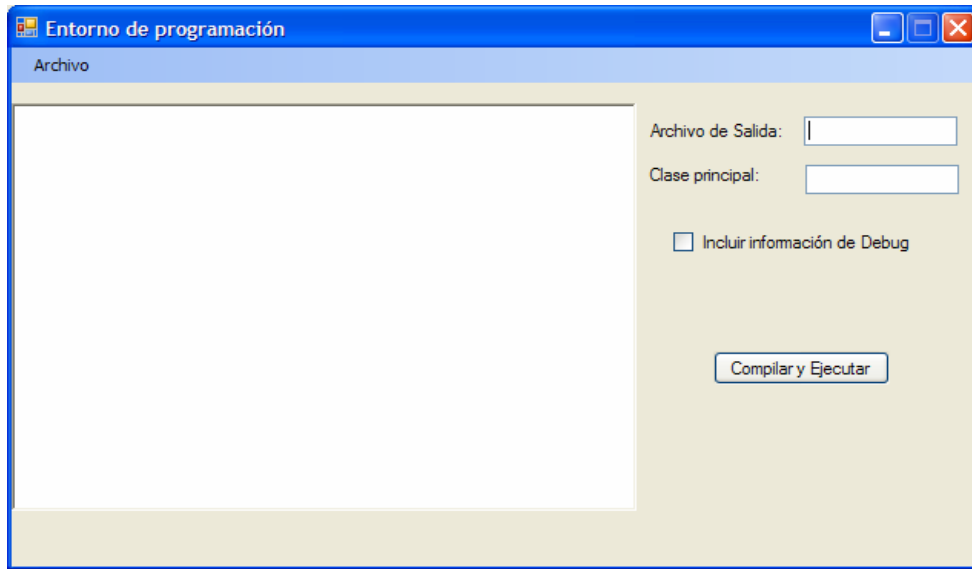 Entorno de programación
Archivo
Archivo de Salida:
Clase principal:
Incluir información de Debug
Compilar y Ejecutar